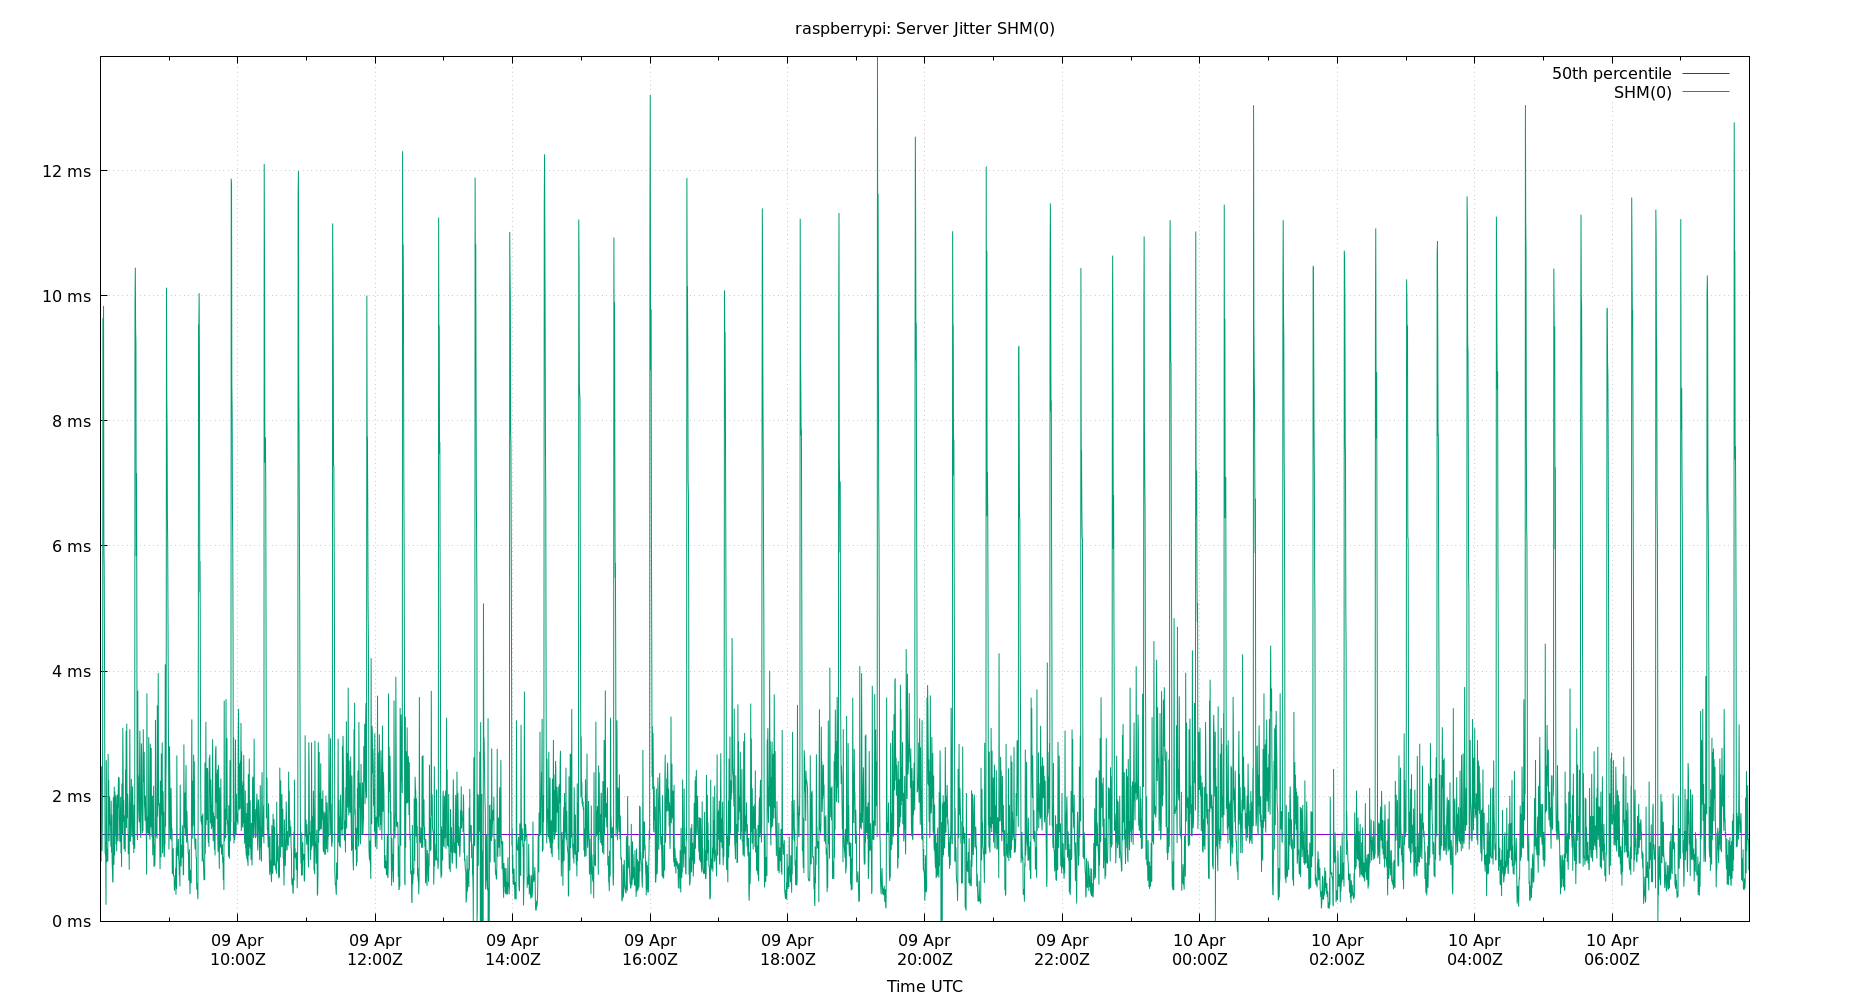 raspberrypi: Server Jitter SHM(0)
50th percentile
SHM(0)
12 ms
10 ms
8 ms
6 ms
4 ms
2 ms
0 ms
09 Apr
10:00Z
09 Apr
12:00Z
09 Apr
14:00Z
09 Apr
16:00Z
09 Apr
18:00Z
09 Apr
20:00Z
09 Apr
22:00Z
10 Apr
00:00Z
10 Apr
02:00Z
10 Apr
04:00Z
10 Apr
06:00Z
Time UTC